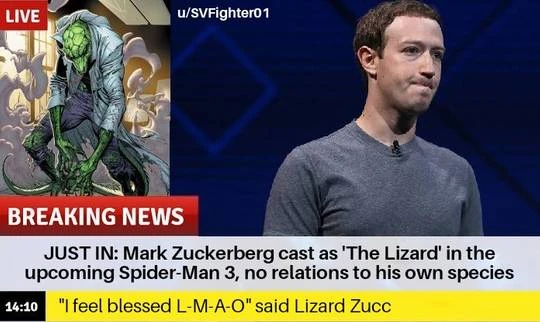 LIVE
u/SVFighter01
BREAKING NEWS
JUST IN: Mark Zuckerberg cast as 'The Lizard' in the
upcoming Spider-Man 3, no relations to his own species
14:10 "I feel blessed L-M-A-O" said Lizard Zucc